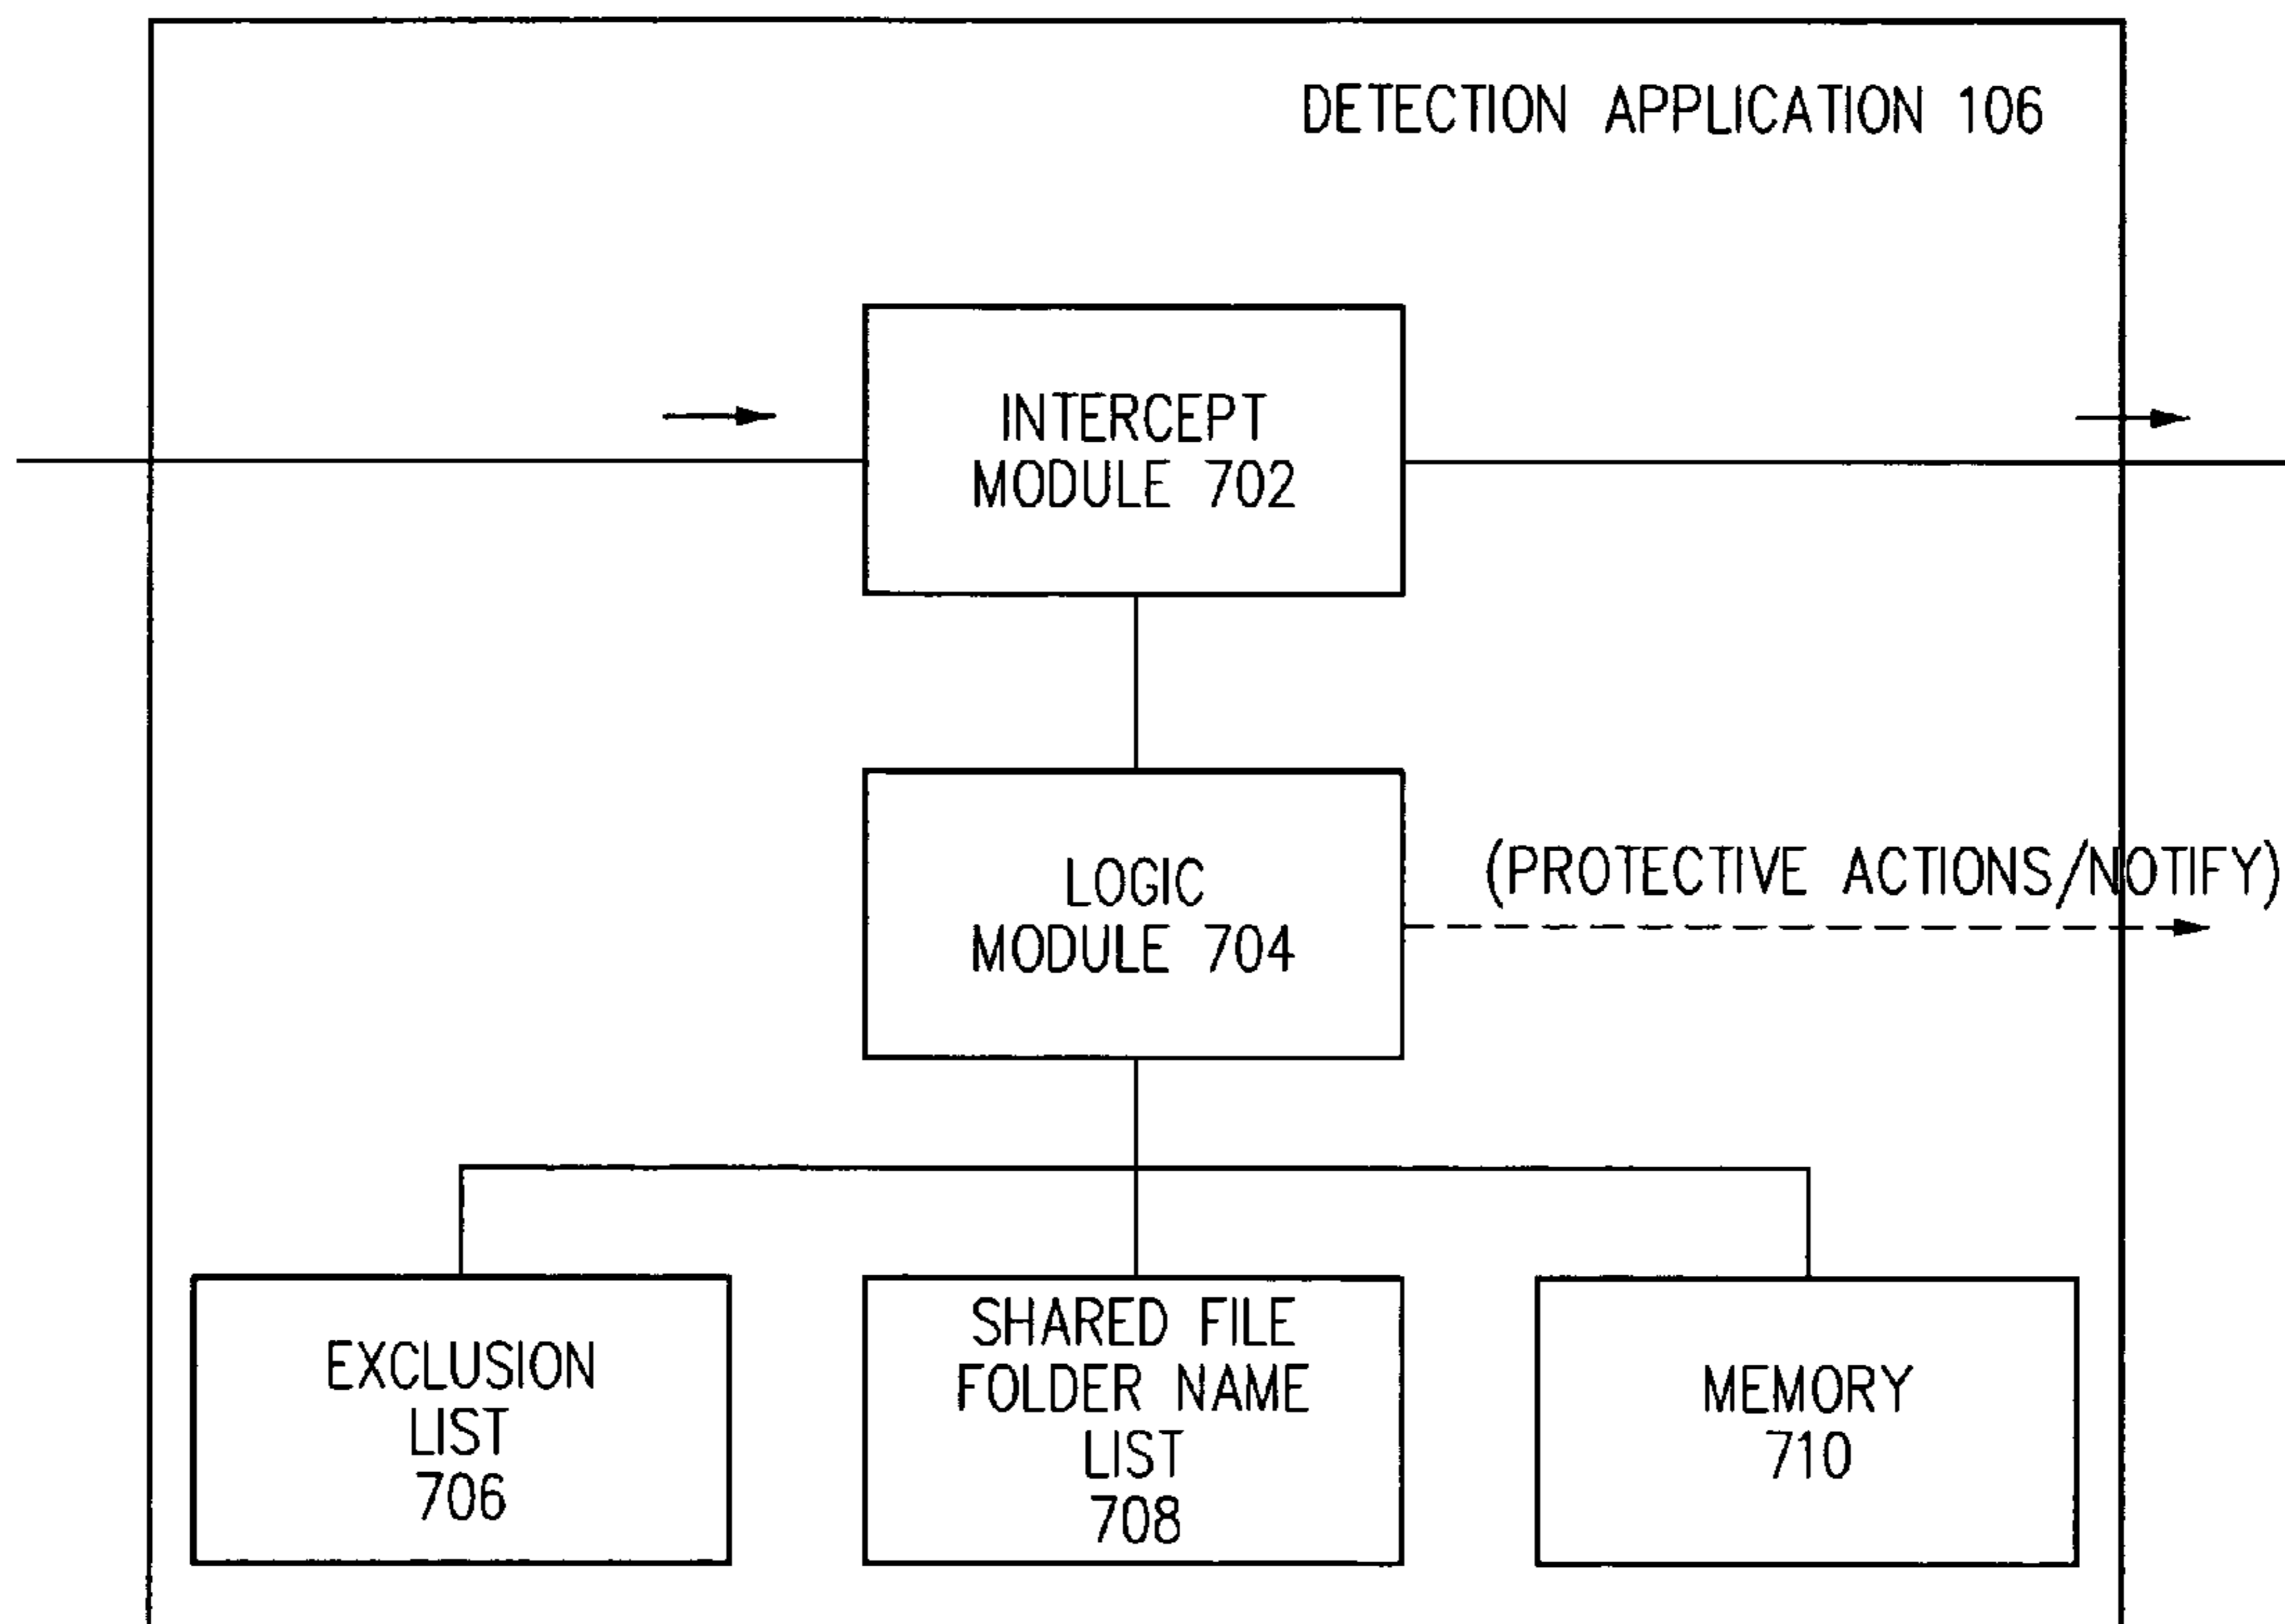 DETECTION APPLICATION 106
INTERCEPT
MODULE 702
LOGIC
MODULE 704
(PROTECTIVE ACTIONS/NOTIFY)
EXCLUSION
LIST
706
SHARED FILE
FOLDER NAME
LIST
708
MEMORY
710